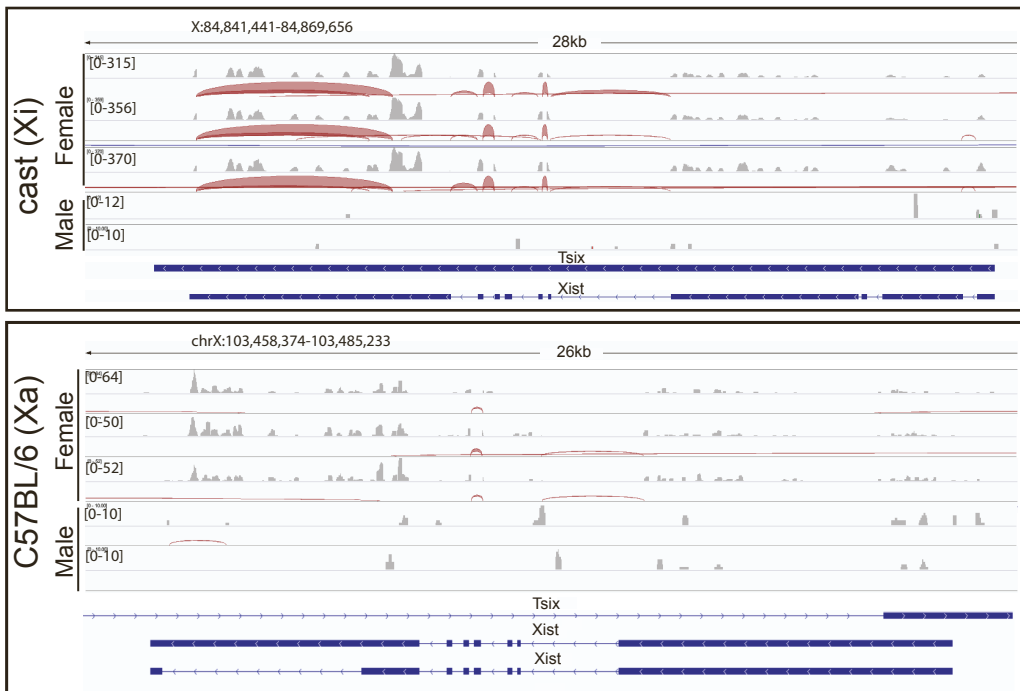 X:84,841,441-84,869,656
28kb
cast (Xi)
Female
[0-315]
[0-356]
[0-370]
Male
[0-12]
[0-10]
Tsix
Xist
chrX:103,458,374-103,485,233
26kb
C57BL/6 (Xa)
Female
[0-64]
[0-50]
[0-52]
Male
[0-10]
[0-10]
Tsix
Xist
Xist